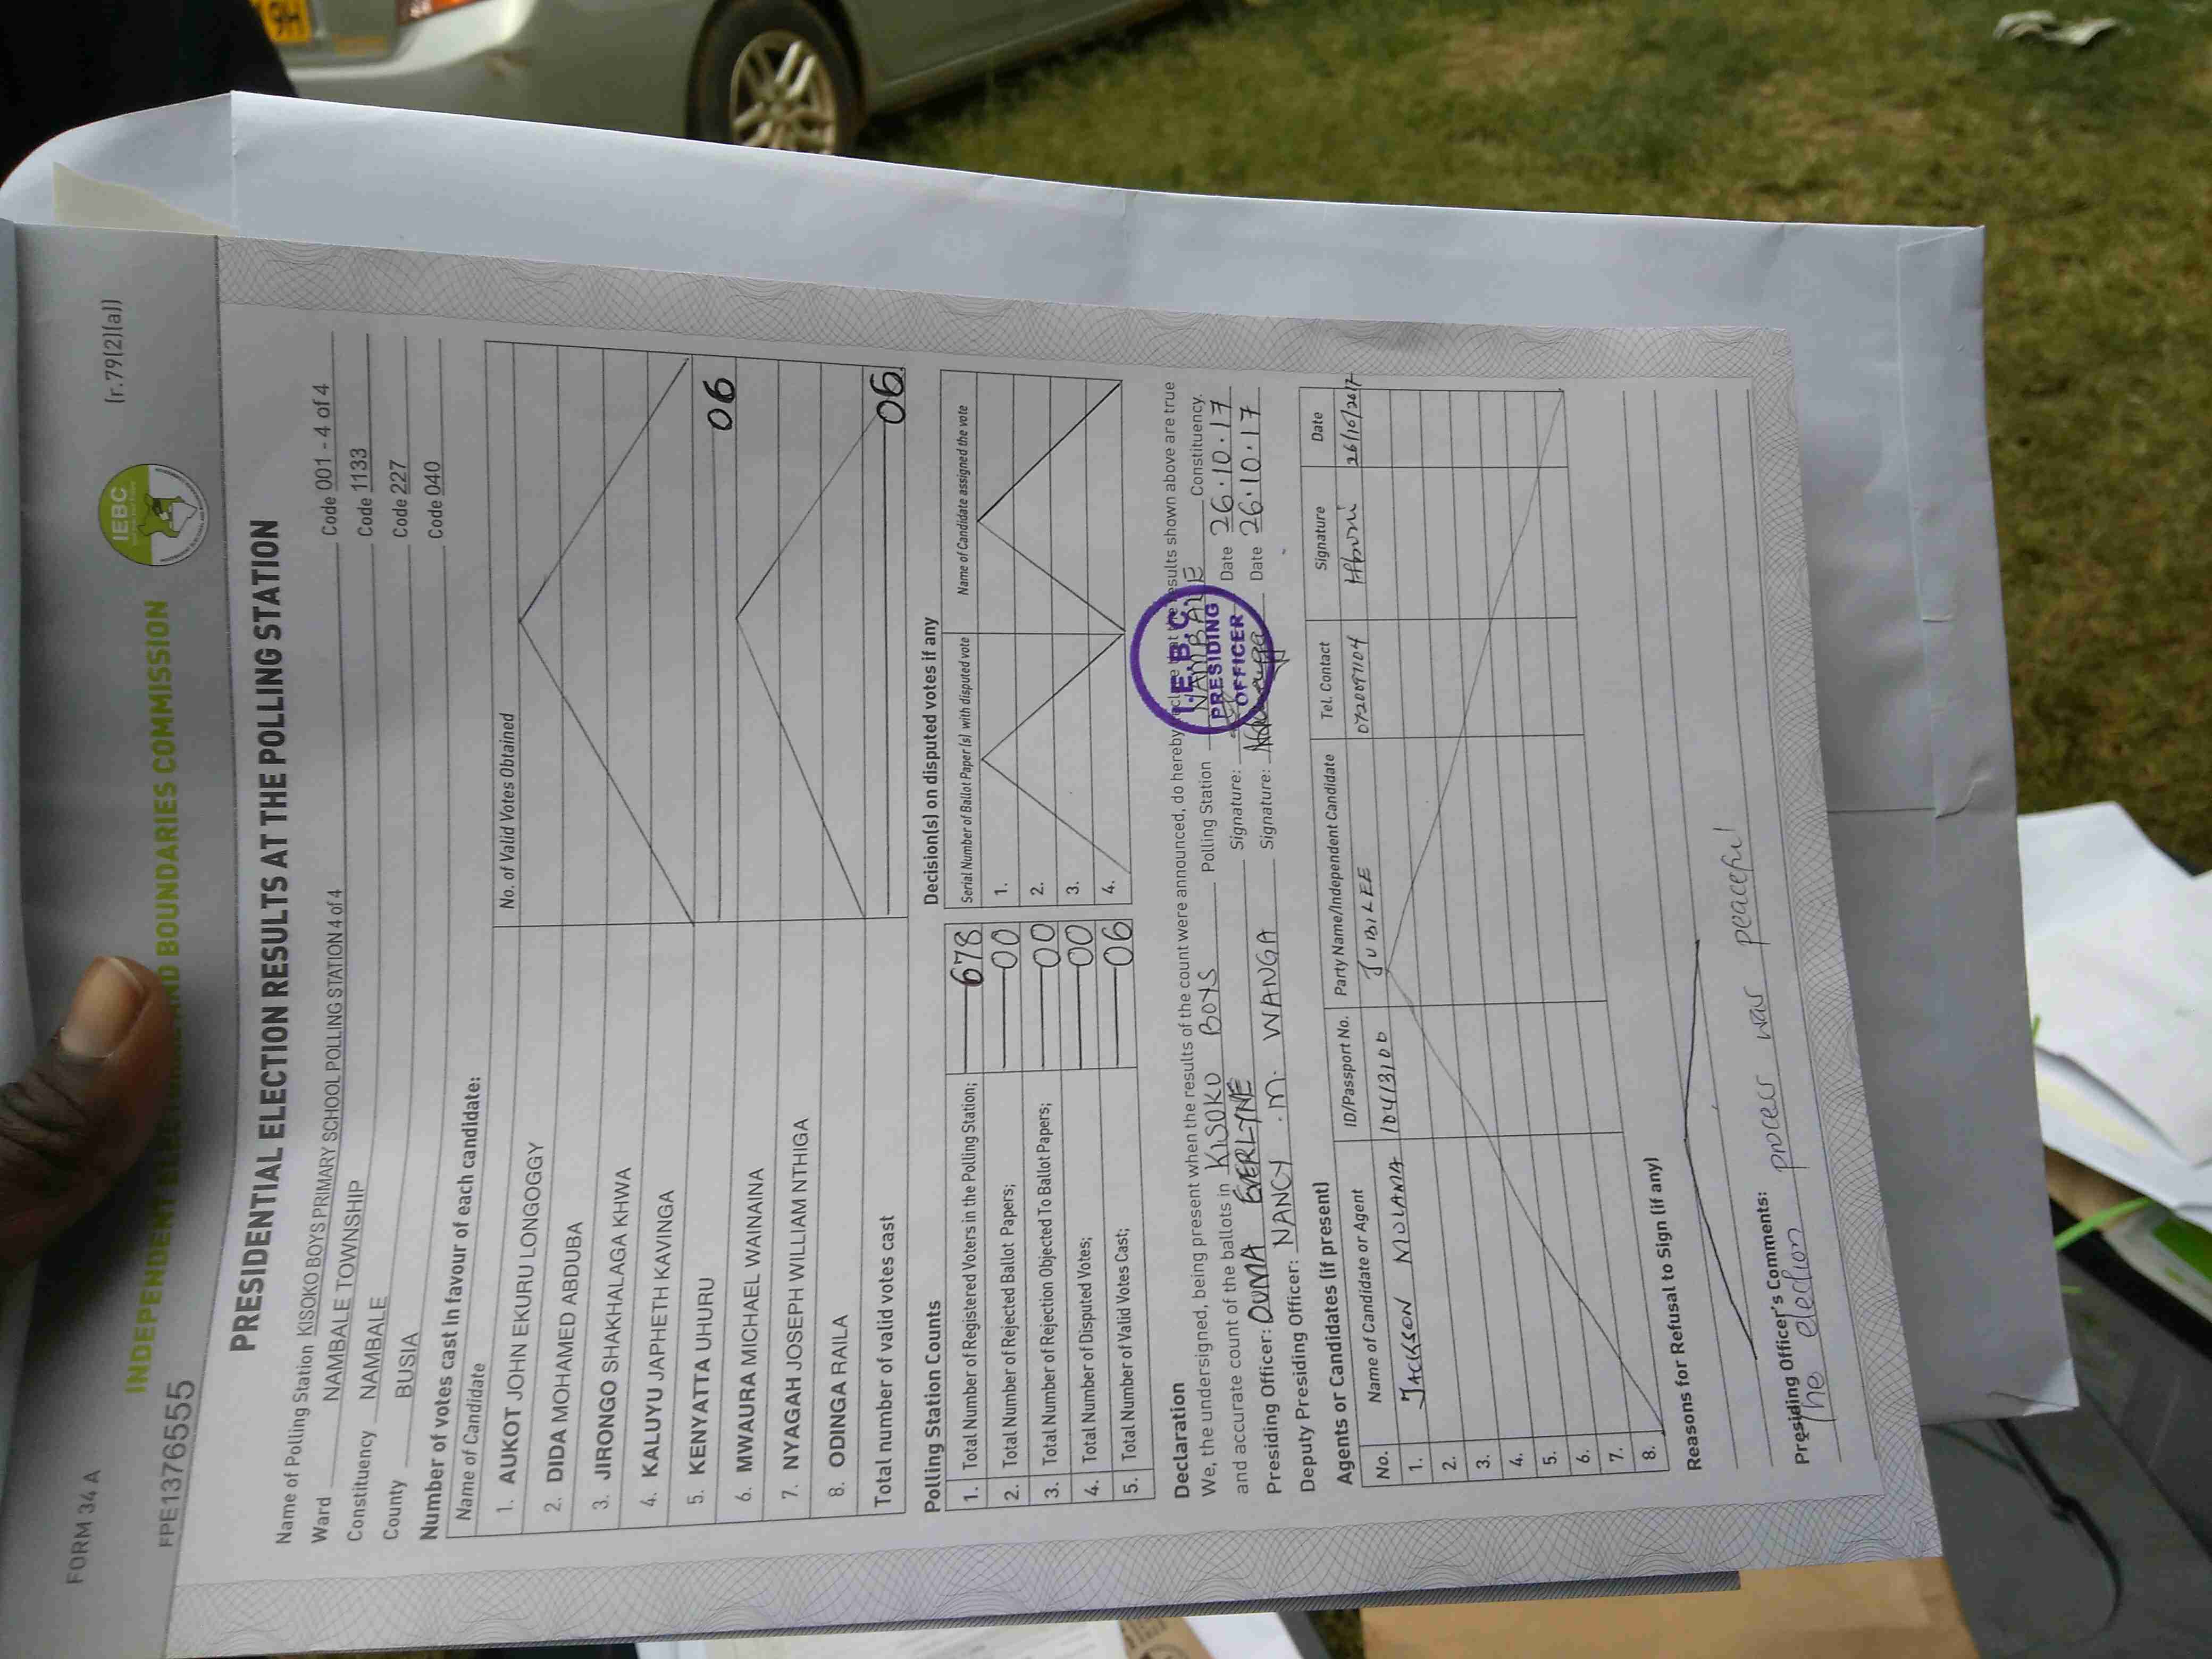 FORM 34 A
(r.79(2)(a))
FPE1376555
IEBC
INDEPENDENT AND BOUNDARIES COMMISSION
PRESIDENTIAL ELECTION RESULTS AT THE POLLING STATION
Name of Polling Station KISOKO BOYS PRIMARY SCHOOL POLLING STATION 4 of 4 Code 001 - 4 of 4
Ward NAMBALE TOWNSHIP Code 1133
Constituency NAMBALE Code 227
County BUSIA Code 040
Number of votes cast in favour of each candidate:
Name of Candidate No. of Valid Votes Obtained
1. AUKOT JOHN EKURU LONGOGGY
2. DIDA MOHAMED ABDUBA
3. JIRONGO SHAKHALAGA KHWA
4. KALUYU JAPHETH KAVINGA
5. KENYATTA UHURU 06
6. MWAURA MICHAEL WAINAINA
7. NYAGAH JOSEPH WILLIAM NTHIGA
8. ODINGA RAILA
Total number of valid votes cast 06
Polling Station Counts
1. Total Number of Registered Voters in the Polling Station; 678
2. Total Number of Rejected Ballot Papers; 00
3. Total Number of Rejection Objected To Ballot Papers; 00
4. Total Number of Disputed Votes; 00
5. Total Number of Valid Votes Cast; 06
Decision(s) on disputed votes if any
Serial Number of Ballot Paper(s) with disputed vote Name of Candidate assigned the vote
1.
2.
3.
4.
Declaration
We, the undersigned, being present when the results of the count were announced, do hereby declare that the results shown above are true
and accurate count of the ballots in KISOKO BOYS Polling Station NAMBALE Constituency.
Presiding Officer: OUMA EVERLYNE Signature: Date 26.10.17
Deputy Presiding Officer: NANCY .M. WANGA Signature: Date 26.10.17
I.E.B.C.
PRESIDING
OFFICER
Agents or Candidates (if present)
No. Name of Candidate or Agent ID/Passport No. Party Name/Independent Candidate Tel. Contact Signature Date
1. JACKSON JUBILEE 26/10/2017
2.
3.
4.
5.
6.
7.
8.
Reasons for Refusal to Sign (if any)
Presiding Officer's Comments:
The election process was peaceful
9H